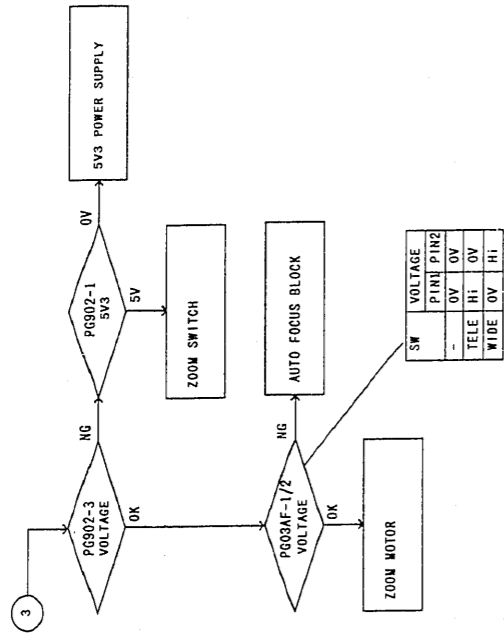 3
PG902-3
VOLTAGE
NG
OK
PG902-1
5V3
0V
5V
5V3 POWER SUPPLY
ZOOM SWITCH
PG03AF-1/2
VOLTAGE
NG
OK
AUTO FOCUS BLOCK
ZOOM MOTOR
SW VOLTAGE
PIN1 PIN2
- 0V 0V
TELE Hi 0V
WIDE 0V Hi